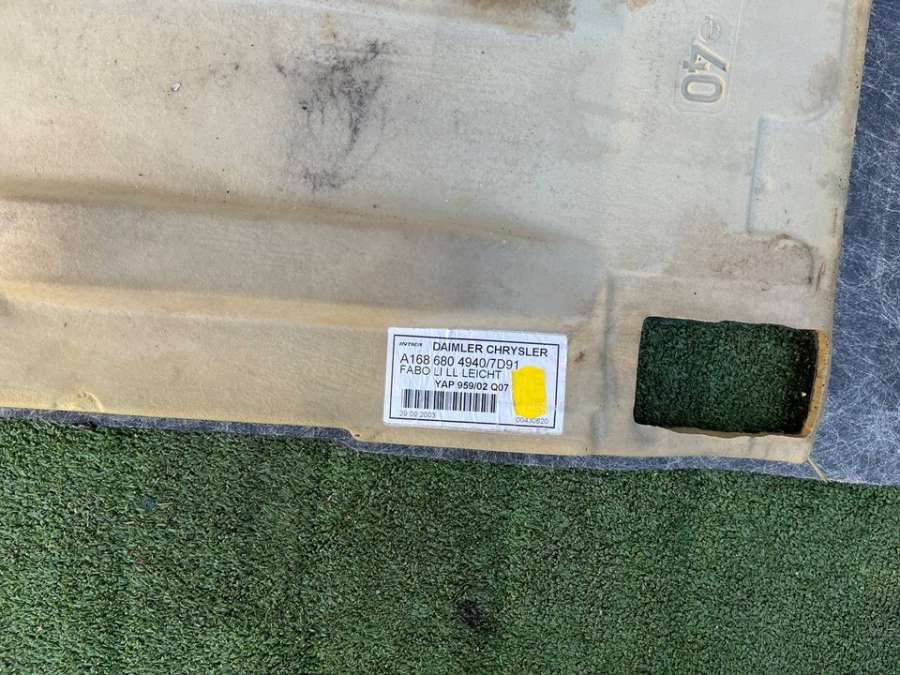 40
INTIER DAIMLER CHRYSLER
A168 680 4940/7D91
FABO LI LL LEICHT
YAP 959/02 Q07
29.09.2003
00430620